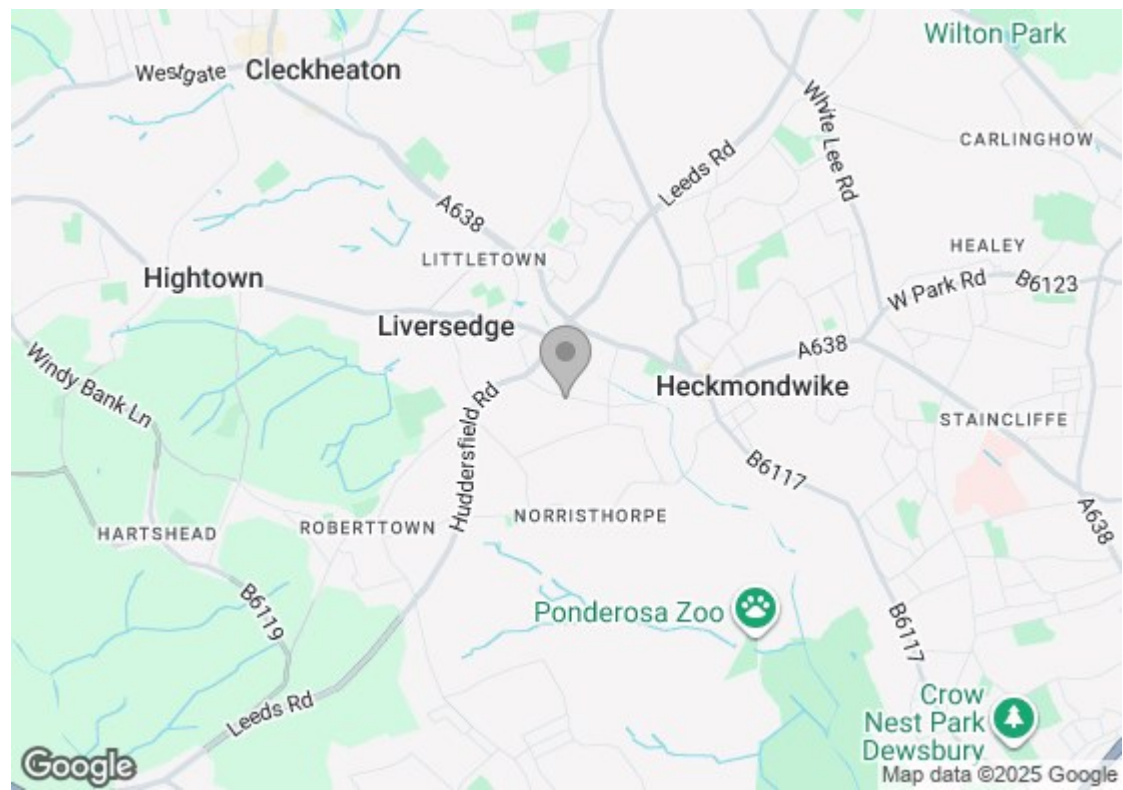 Wilton Park
Westgate
Cleckheaton
White Lee Rd
CARLINGHOW
Leeds Rd
A638
LITTLETOWN
HEALEY
Hightown
W Park Rd
B6123
Liversedge
A638
Windy Bank Ln
Heckmondwike
Huddersfield Rd
STAINCLIFFE
B6117
A638
NORRISTHORPE
HARTSHEAD
ROBERTTOWN
B6119
Ponderosa Zoo
B6117
Leeds Rd
Crow
Nest Park
Dewsbury
Google
Map data ©2025 Google